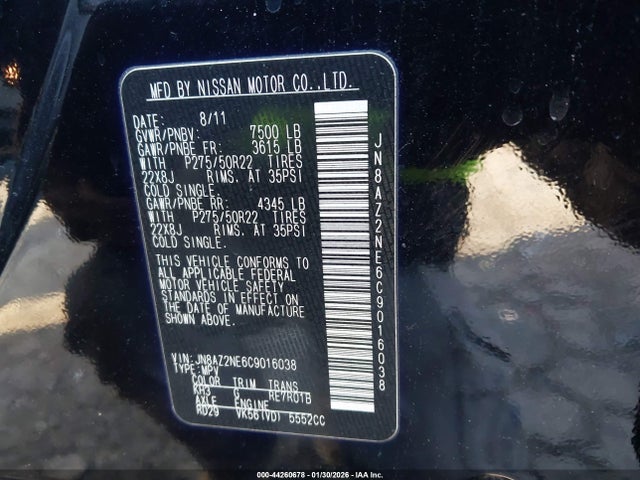 MFD BY NISSAN MOTOR CO.,LTD.
DATE: 8/11
GVWR/PNBV: 7500 LB
GAWR/PNBE FR: 3615 LB
WITH P275/50R22 TIRES
22X8J RIMS. AT 35PSI
COLD SINGLE.
GAWR/PNBE RR: 4345 LB
WITH P275/50R22 TIRES
22X8J RIMS. AT 35PSI
COLD SINGLE.
THIS VEHICLE CONFORMS TO
ALL APPLICABLE FEDERAL
MOTOR VEHICLE SAFETY
STANDARDS IN EFFECT ON
THE DATE OF MANUFACTURE
SHOWN ABOVE.
VIN: JN8AZ2NE6C9016038
TYPE: MPV
COLOR TRIM TRANS
KH3 G RE7R01B
AXLE ENGINE
RD29 VK56(VD) 5552CC
JN8AZ2NE6C9016038
000-44260678 - 01/30/2026 - IAA Inc.